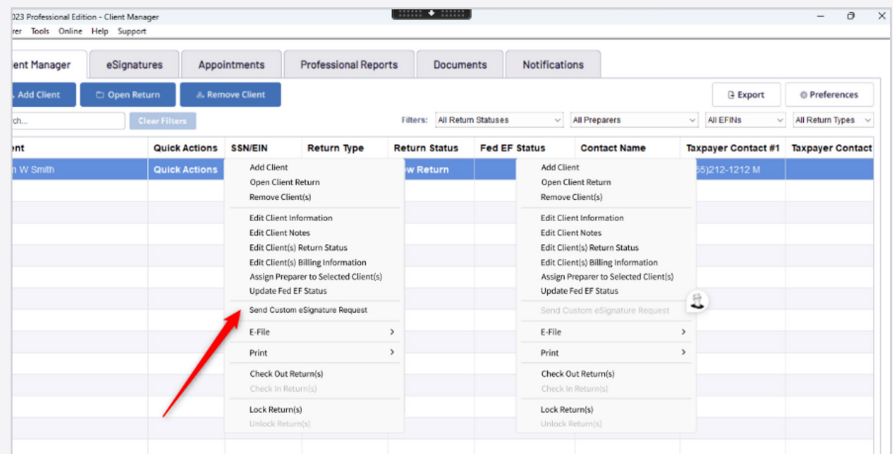 023 Professional Edition - Client Manager
rer Tools Online Help Support
ent Manager eSignatures Appointments Professional Reports Documents Notifications
Add Client Open Return Remove Client Export Preferences
ch... Clear Filters Filters: All Return Statuses All Preparers All EFINs All Return Types
ent Quick Actions SSN/EIN Return Type Return Status Fed EF Status Contact Name Taxpayer Contact #1 Taxpayer Contact
n W Smith Quick Actions w Return 55)212-1212 M
Add Client
Open Client Return
Remove Client(s)
Edit Client Information
Edit Client Notes
Edit Client(s) Return Status
Edit Client(s) Billing Information
Assign Preparer to Selected Client(s)
Update Fed EF Status
Send Custom eSignature Request
E-File
Print
Check Out Return(s)
Check In Return(s)
Lock Return(s)
Unlock Return(s)
Add Client
Open Client Return
Remove Client(s)
Edit Client Information
Edit Client Notes
Edit Client(s) Return Status
Edit Client(s) Billing Information
Assign Preparer to Selected Client(s)
Update Fed EF Status
Send Custom eSignature Request
E-File
Print
Check Out Return(s)
Check In Return(s)
Lock Return(s)
Unlock Return(s)